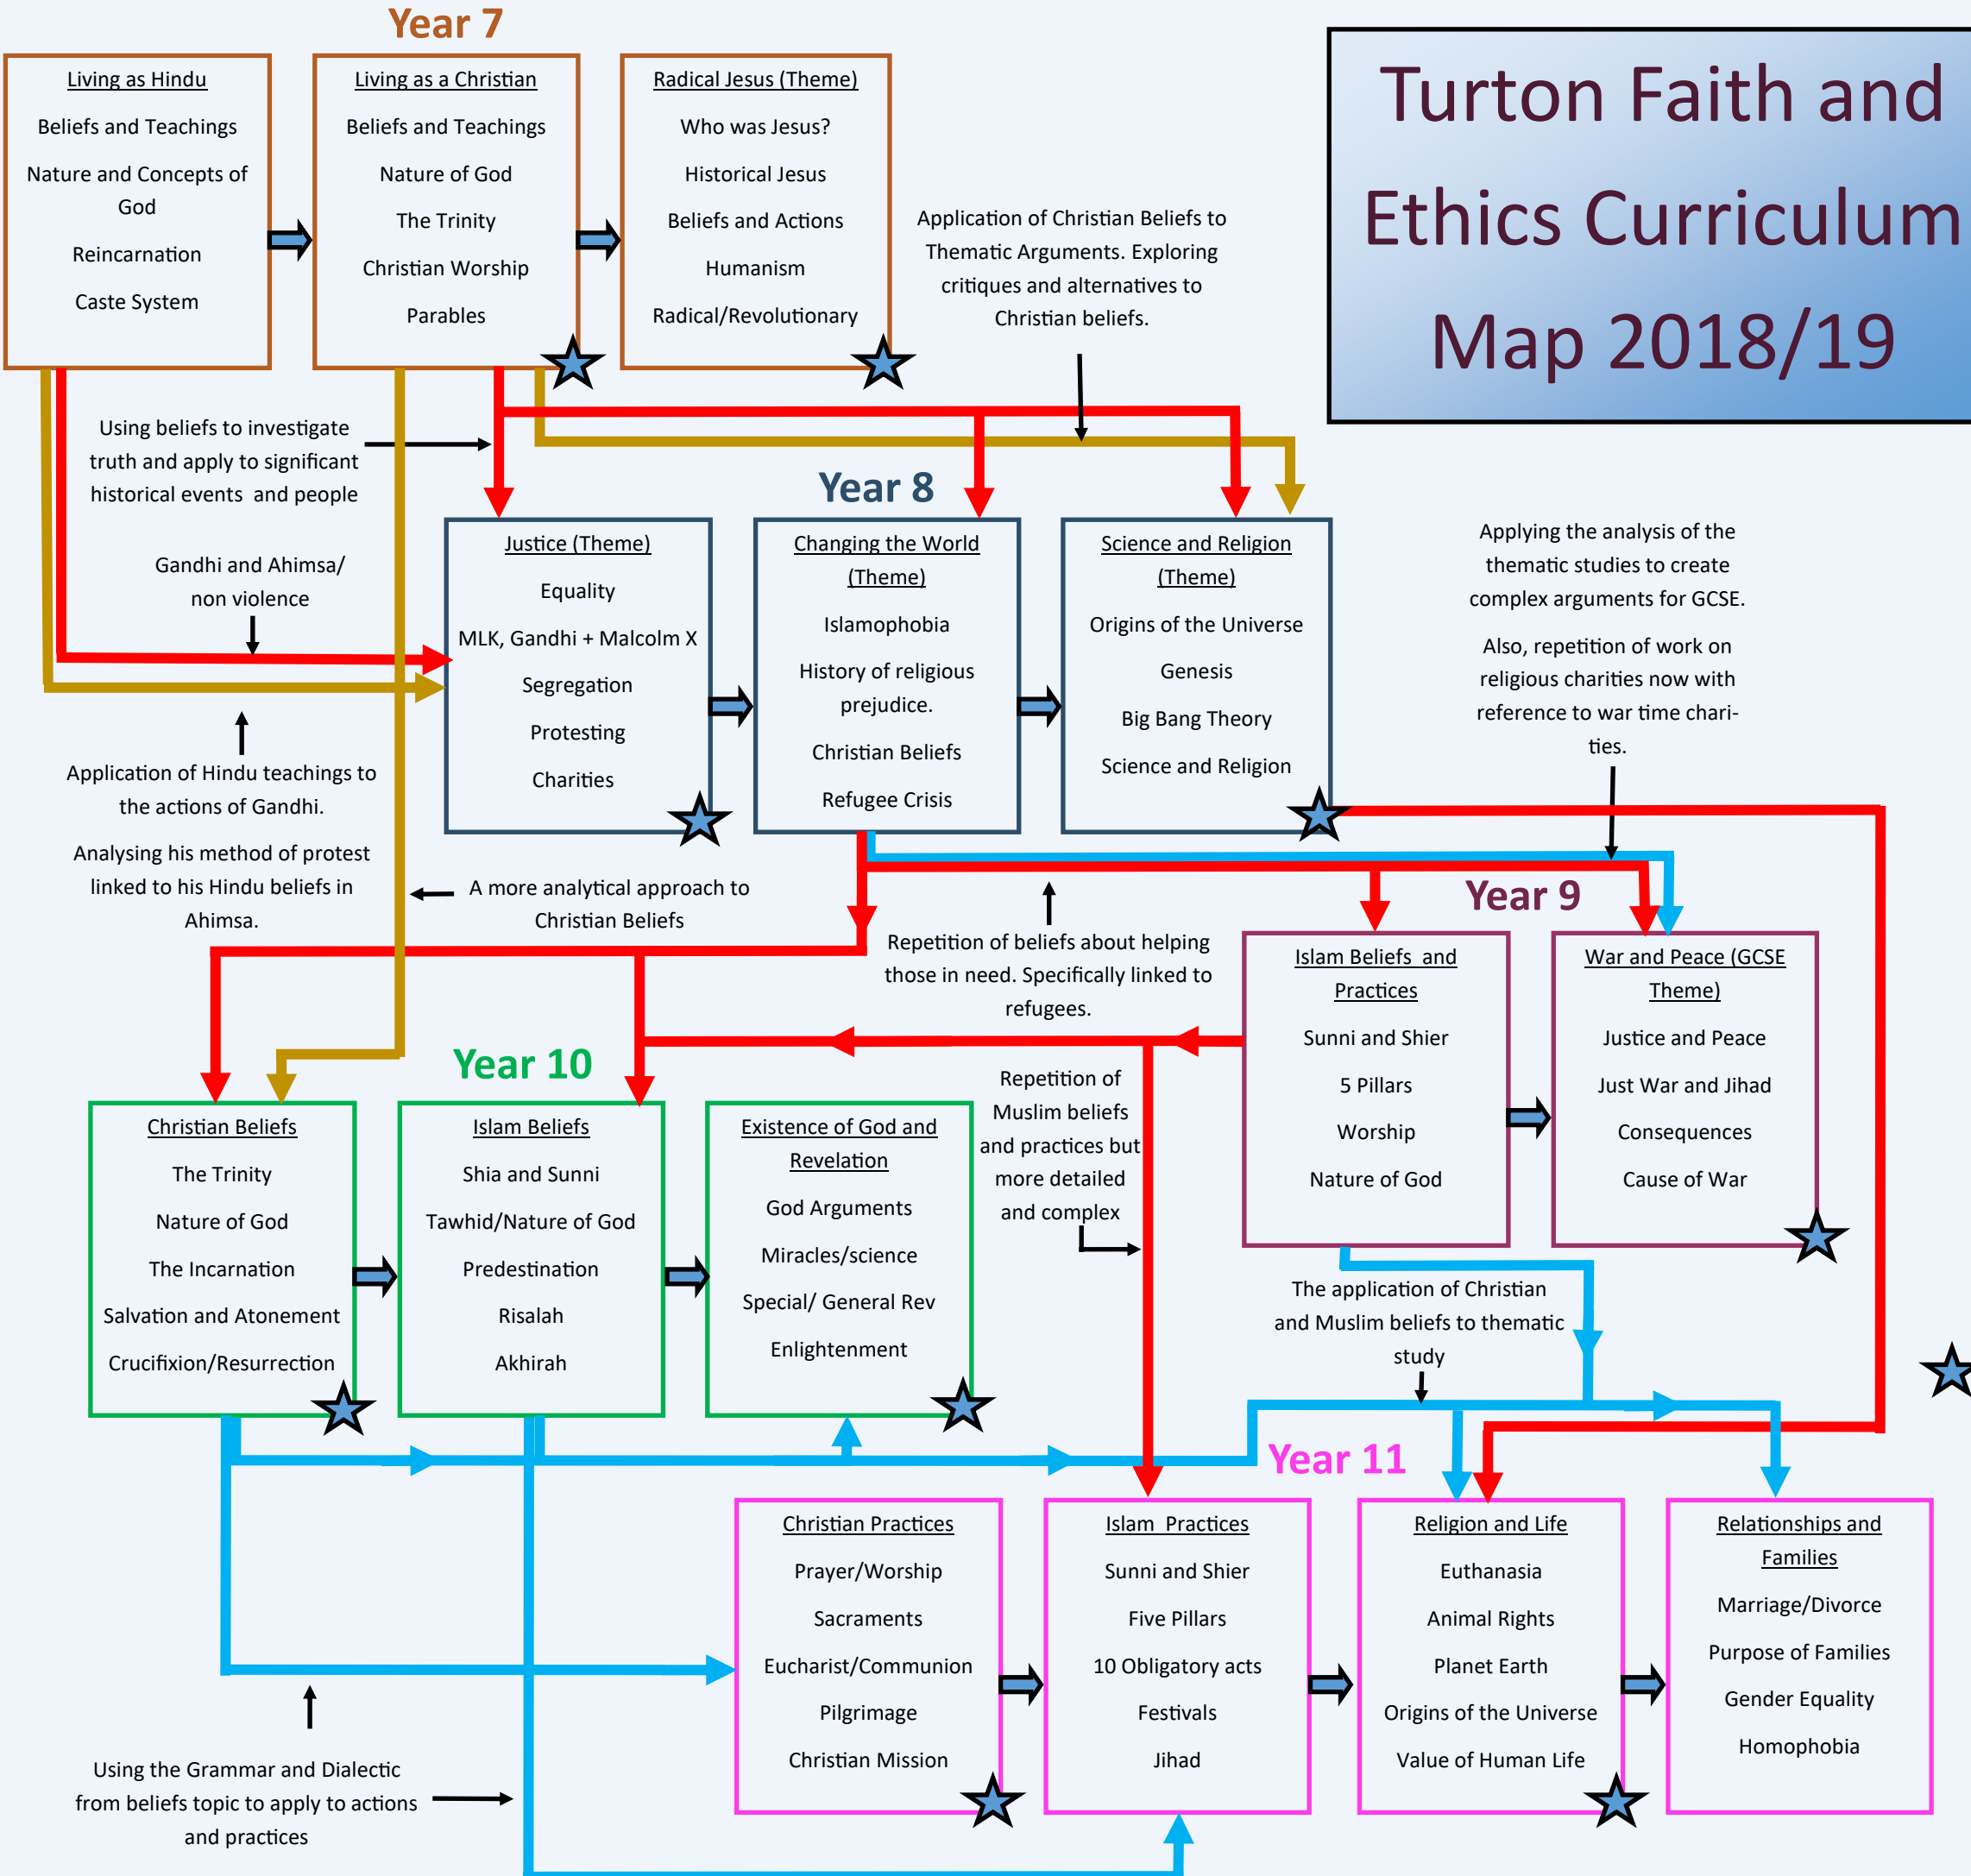 Year 7
Turton Faith and
Ethics Curriculum
Map 2018/19
Living as Hindu
Beliefs and Teachings
Nature and Concepts of
God
Reincarnation
Caste System
Living as a Christian
Beliefs and Teachings
Nature of God
The Trinity
Christian Worship
Parables
Radical Jesus (Theme)
Who was Jesus?
Historical Jesus
Beliefs and Actions
Humanism
Radical/Revolutionary
Application of Christian Beliefs to
Thematic Arguments. Exploring
critiques and alternatives to
Christian beliefs.
Using beliefs to investigate
truth and apply to significant
historical events  and people
Gandhi and Ahimsa/
non violence
Application of Hindu teachings to
the actions of Gandhi.
Analysing his method of protest
linked to his Hindu beliefs in
Ahimsa.
Year 8
Justice (Theme)
Equality
MLK, Gandhi + Malcolm X
Segregation
Protesting
Charities
Changing the World
(Theme)
Islamophobia
History of religious
prejudice.
Christian Beliefs
Refugee Crisis
Science and Religion
(Theme)
Origins of the Universe
Genesis
Big Bang Theory
Science and Religion
Applying the analysis of the
thematic studies to create
complex arguments for GCSE.
Also, repetition of work on
religious charities now with
reference to war time chari-
ties.
A more analytical approach to
Christian Beliefs
Repetition of beliefs about helping
those in need. Specifically linked to
refugees.
Year 9
Islam Beliefs  and
Practices
Sunni and Shier
5 Pillars
Worship
Nature of God
War and Peace (GCSE
Theme)
Justice and Peace
Just War and Jihad
Consequences
Cause of War
Year 10
Christian Beliefs
The Trinity
Nature of God
The Incarnation
Salvation and Atonement
Crucifixion/Resurrection
Islam Beliefs
Shia and Sunni
Tawhid/Nature of God
Predestination
Risalah
Akhirah
Existence of God and
Revelation
God Arguments
Miracles/science
Special/ General Rev
Enlightenment
Repetition of
Muslim beliefs
and practices but
more detailed
and complex
The application of Christian
and Muslim beliefs to thematic
study
Year 11
Christian Practices
Prayer/Worship
Sacraments
Eucharist/Communion
Pilgrimage
Christian Mission
Islam  Practices
Sunni and Shier
Five Pillars
10 Obligatory acts
Festivals
Jihad
Religion and Life
Euthanasia
Animal Rights
Planet Earth
Origins of the Universe
Value of Human Life
Relationships and
Families
Marriage/Divorce
Purpose of Families
Gender Equality
Homophobia
Using the Grammar and Dialectic
from beliefs topic to apply to actions
and practices